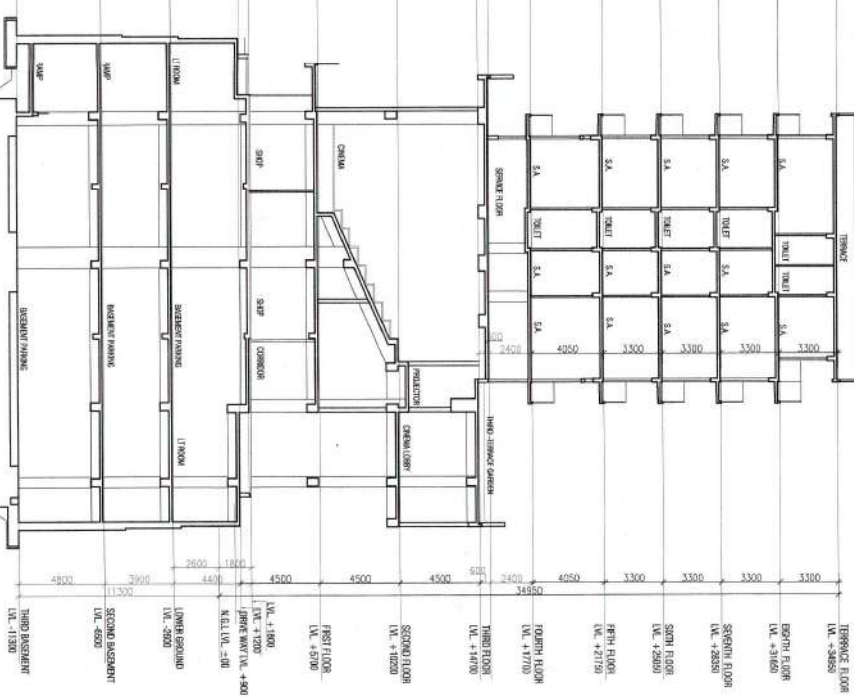 TERRACE
S.A.
TOILET
TOILET
S.A.
3300
S.A.
TOILET
S.A.
S.A.
3300
S.A.
TOILET
S.A.
S.A.
3300
S.A.
TOILET
S.A.
S.A.
3300
S.A.
TOILET
S.A.
S.A.
4050
SERVICE FLOOR
2400
THIRD-TERRACE GARDEN
CINEMA
PROJECTOR
CINEMA LOBBY
SHOP
SHOP
CORRIDOR
LT ROOM
BASEMENT PARKING
LT ROOM
RAMP
BASEMENT PARKING
RAMP
BASEMENT PARKING
4800
3900
2600
1800
4400
4500
4500
4500
600
2400
4050
3300
3300
3300
3300
11300
34950
TERRACE FLOOR
LVL. +34950
EIGHTH FLOOR
LVL. +31650
SEVENTH FLOOR
LVL. +28350
SIXTH FLOOR
LVL. +25050
FIFTH FLOOR
LVL. +21750
FOURTH FLOOR
LVL. +17700
THIRD FLOOR
LVL. +14700
SECOND FLOOR
LVL. +10200
FIRST FLOOR
LVL. +5700
LVL. +1800
LVL. +1200
DRIVE WAY LVL. +900
N.G.L LVL. ±00
LOWER GROUND
LVL. -2600
SECOND BASEMENT
LVL. -6500
THIRD BASEMENT
LVL. -11300